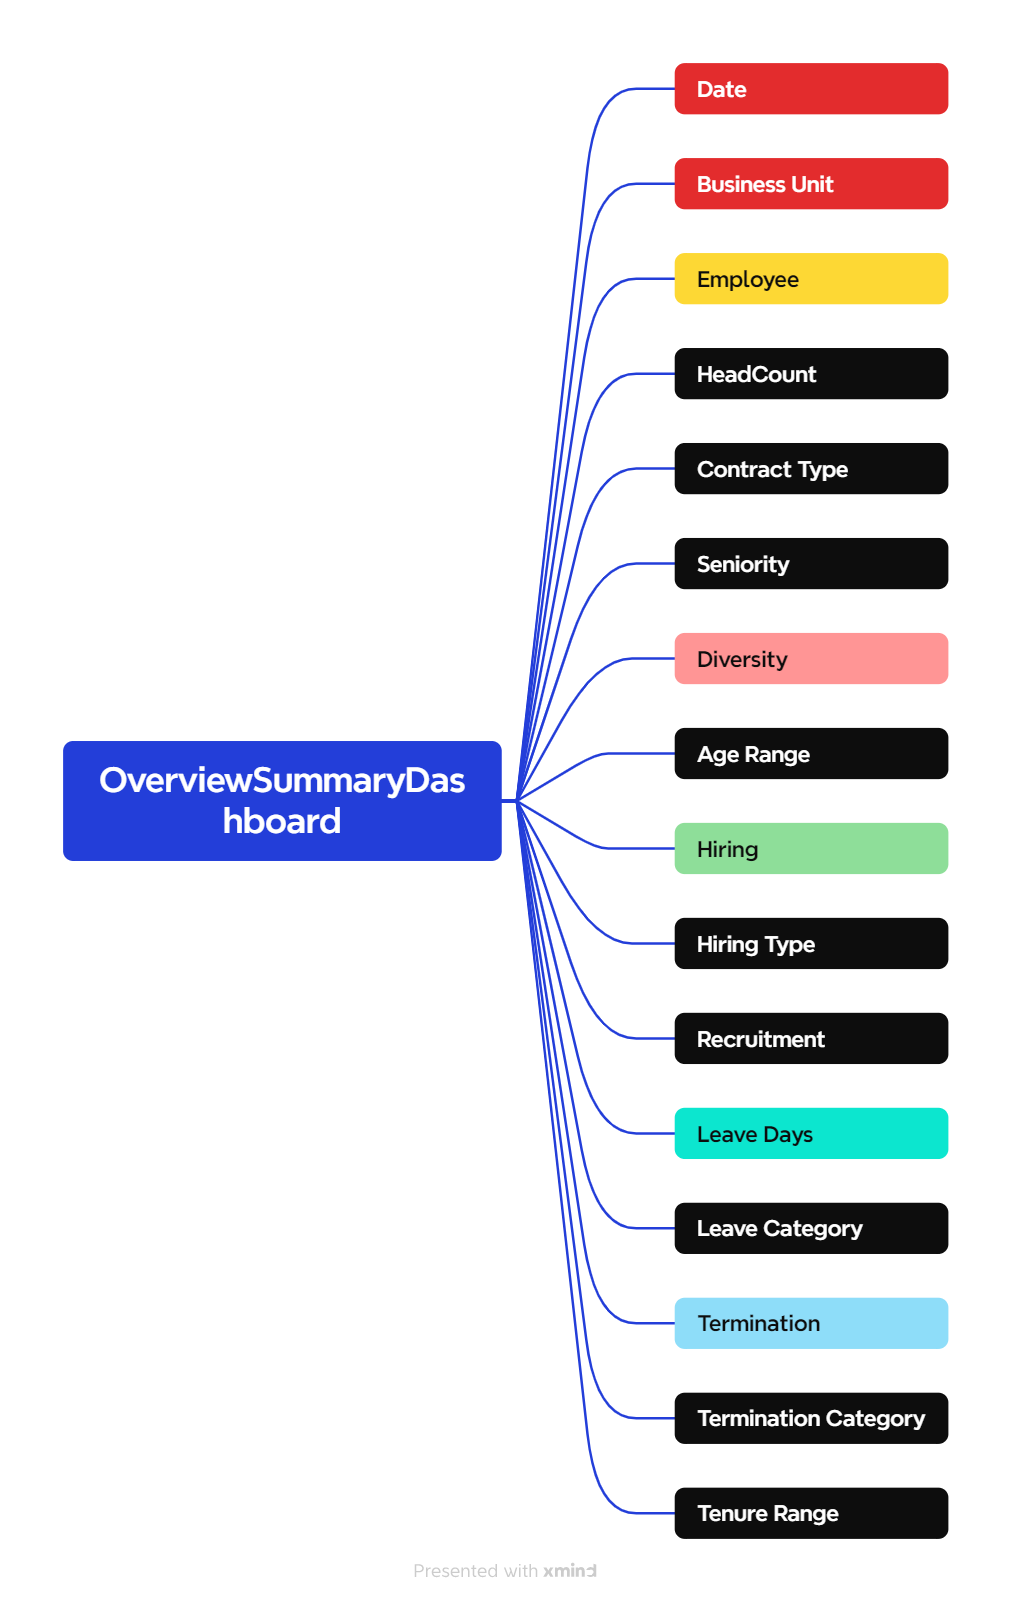 Date
Business Unit
Employee
HeadCount
Contract Type
Seniority
Diversity
OverviewSummaryDas
hboard
Age Range
Hiring
Hiring Type
Recruitment
Leave Days
Leave Category
Termination
Termination Category
Tenure Range
Presented with xmind